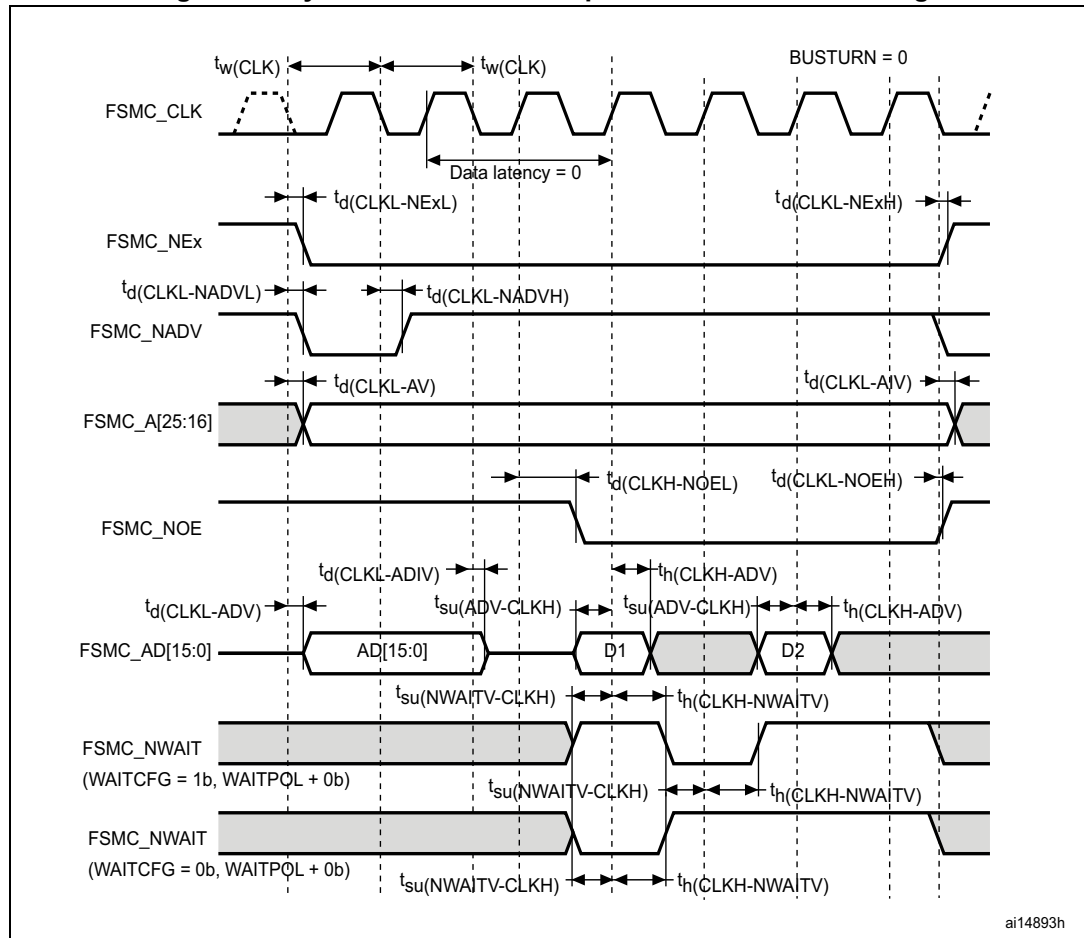 tw(CLK) tw(CLK) BUSTURN = 0
FSMC_CLK
Data latency = 0
td(CLKL-NExL) td(CLKL-NExH)
FSMC_NEx
td(CLKL-NADVL) td(CLKL-NADVH)
FSMC_NADV
td(CLKL-AV) td(CLKL-AIV)
FSMC_A[25:16]
td(CLKH-NOEL) td(CLKL-NOEH)
FSMC_NOE
td(CLKL-ADIV) th(CLKH-ADV)
td(CLKL-ADV) tsu(ADV-CLKH) tsu(ADV-CLKH) th(CLKH-ADV)
FSMC_AD[15:0] AD[15:0] D1 D2
tsu(NWAITV-CLKH) th(CLKH-NWAITV)
FSMC_NWAIT
(WAITCFG = 1b, WAITPOL + 0b)
tsu(NWAITV-CLKH) th(CLKH-NWAITV)
FSMC_NWAIT
(WAITCFG = 0b, WAITPOL + 0b)
tsu(NWAITV-CLKH) th(CLKH-NWAITV)
ai14893h